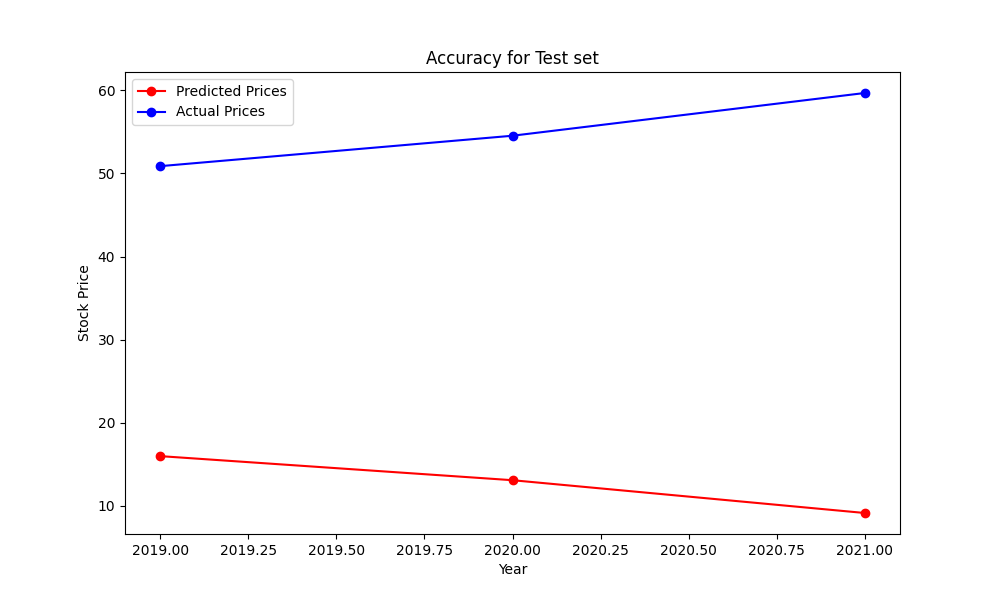 Accuracy for Test set
Predicted Prices
Actual Prices
60
50
40
30
20
10
Stock Price
2019.00 2019.25 2019.50 2019.75 2020.00 2020.25 2020.50 2020.75 2021.00
Year